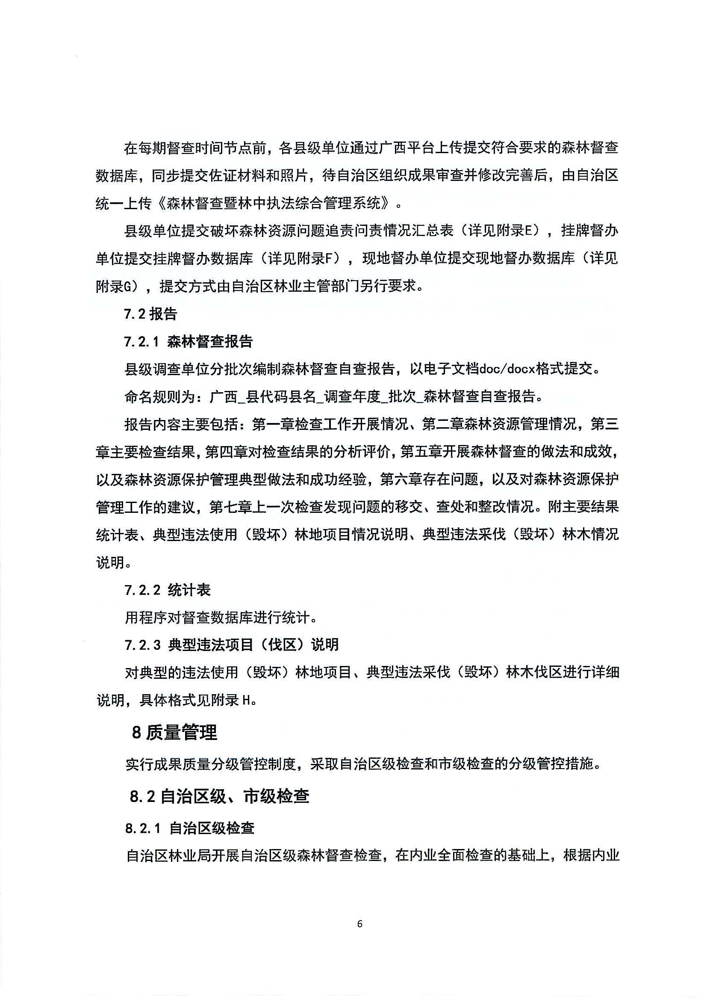 在每期督查时间节点前，各县级单位通过广西平台上传提交符合要求的森林督查
数据库，同步提交佐证材料和照片，待自治区组织成果审查并修改完善后，由自治区
统一上传《森林督查暨林中执法综合管理系统》。
县级单位提交破坏森林资源问题追责问责情况汇总表（详见附录E），挂牌督办
单位提交挂牌督办数据库（详见附录F），现地督办单位提交现地督办数据库（详见
附录G），提交方式由自治区林业主管部门另行要求。
7.2报告
7.2.1 森林督查报告
县级调查单位分批次编制森林督查自查报告，以电子文档doc/docx格式提交。
命名规则为：广西_县代码县名_调查年度_批次_森林督查自查报告。
报告内容主要包括：第一章检查工作开展情况、第二章森林资源管理情况，第三
章主要检查结果，第四章对检查结果的分析评价，第五章开展森林督查的做法和成效，
以及森林资源保护管理典型做法和成功经验，第六章存在问题，以及对森林资源保护
管理工作的建议，第七章上一次检查发现问题的移交、查处和整改情况。附主要结果
统计表、典型违法使用（毁坏）林地项目情况说明、典型违法采伐（毁坏）林木情况
说明。
7.2.2 统计表
用程序对督查数据库进行统计。
7.2.3 典型违法项目（伐区）说明
对典型的违法使用（毁坏）林地项目、典型违法采伐（毁坏）林木伐区进行详细
说明，具体格式见附录 H。
8 质量管理
实行成果质量分级管控制度，采取自治区级检查和市级检查的分级管控措施。
8.2自治区级、市级检查
8.2.1 自治区级检查
自治区林业局开展自治区级森林督查检查，在内业全面检查的基础上，根据内业
6